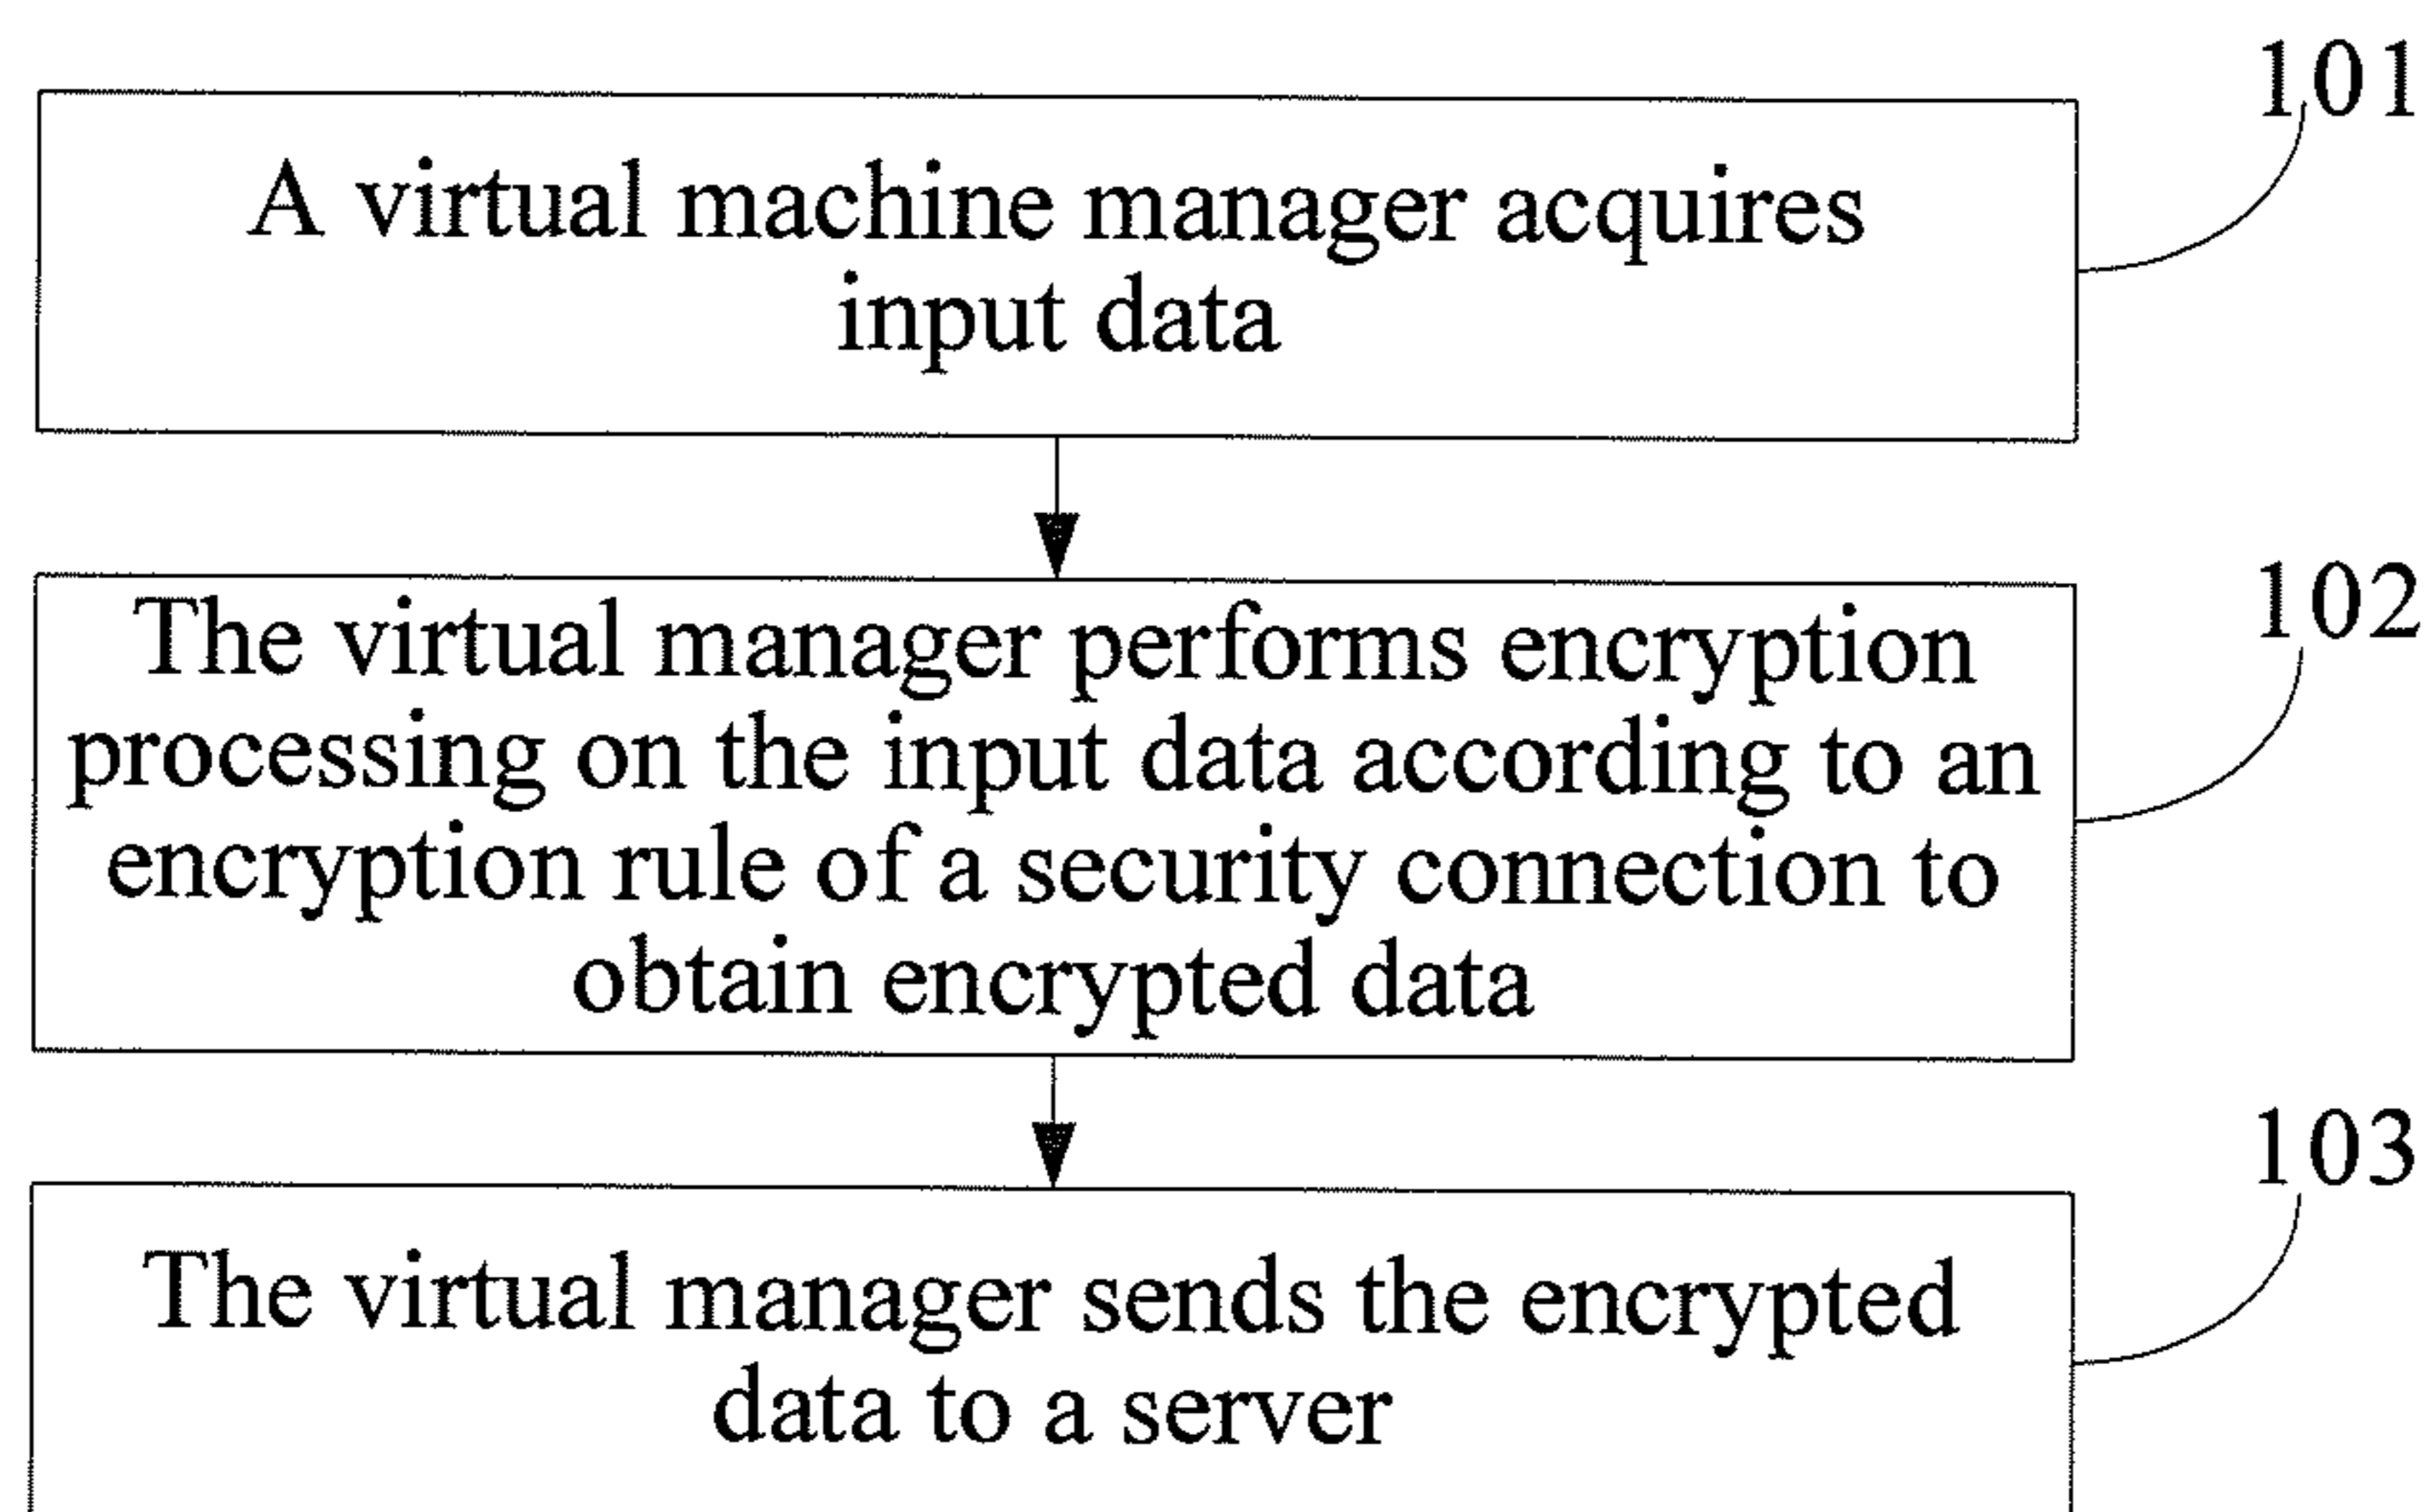 101
A virtual machine manager acquires
input data
102
The virtual manager performs encryption
processing on the input data according to an
encryption rule of a security connection to
obtain encrypted data
103
The virtual manager sends the encrypted
data to a server